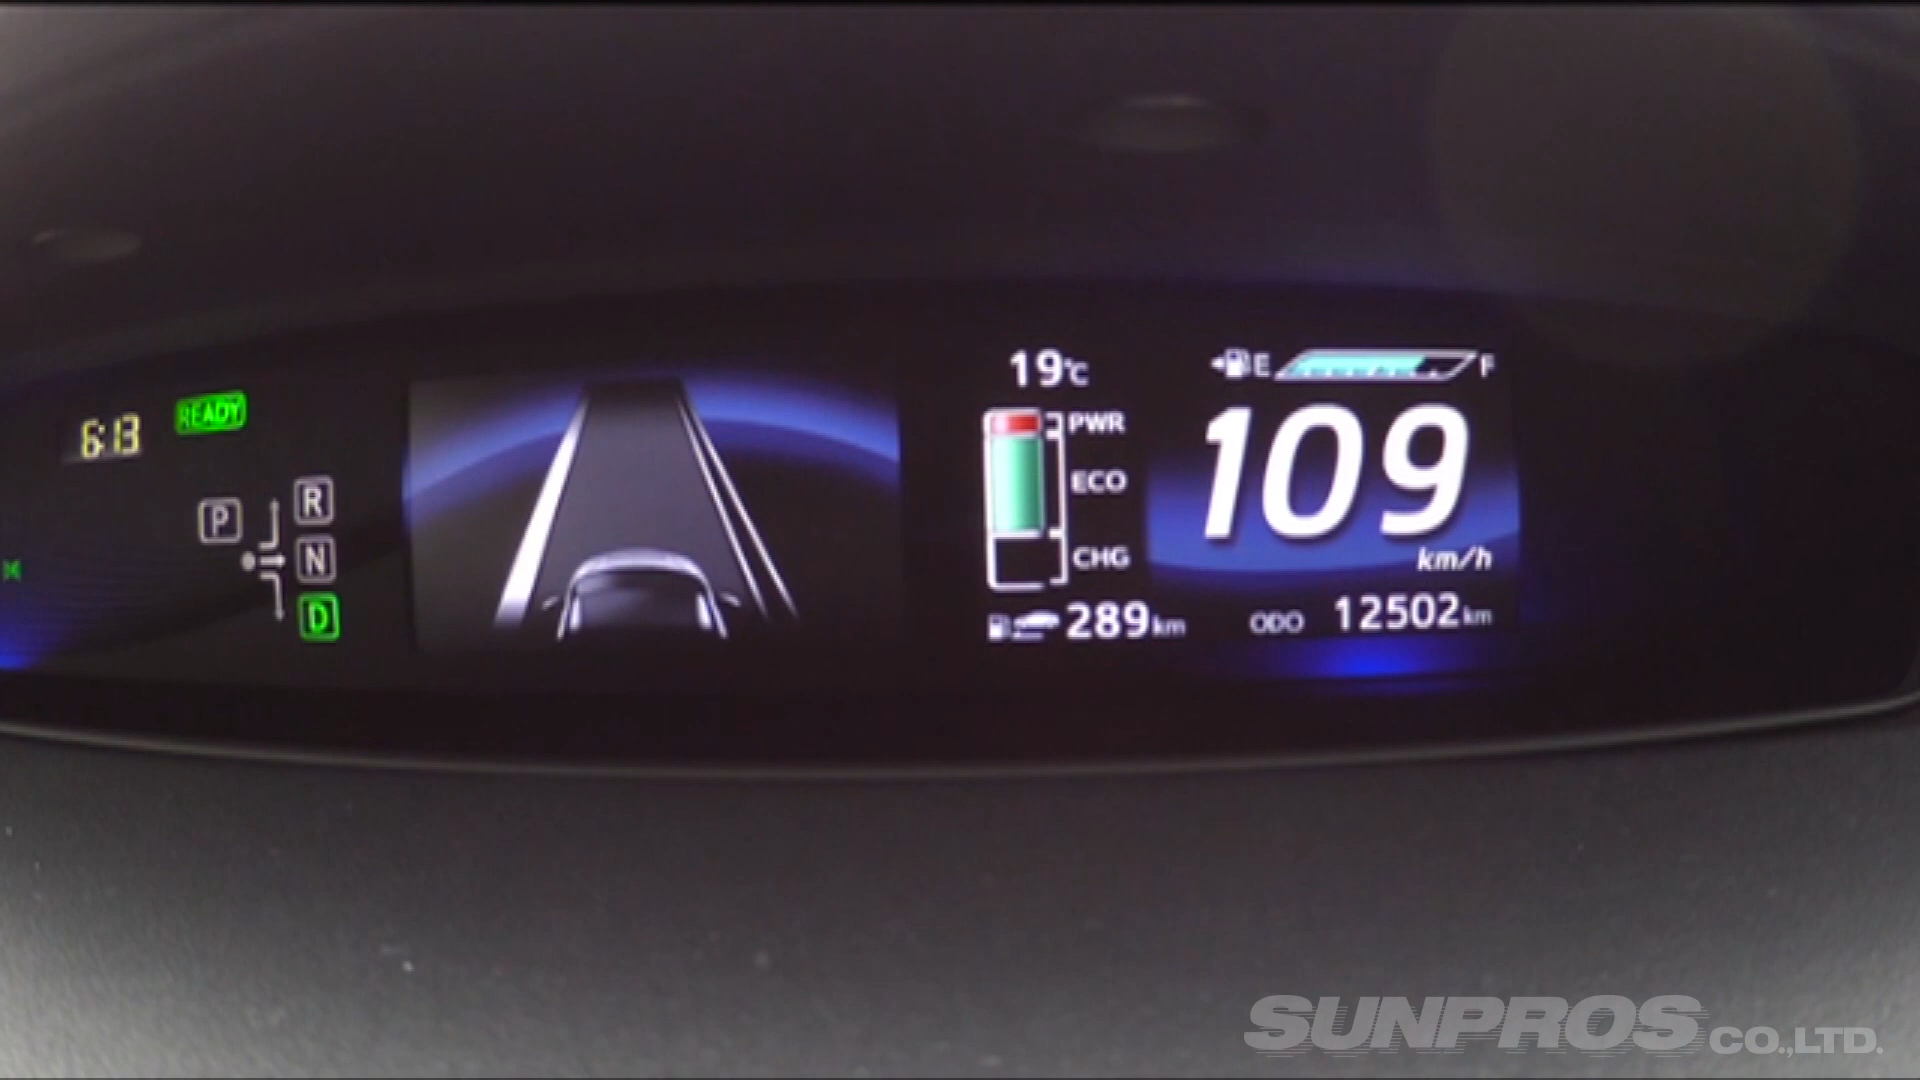 6:13
READY
P
R
N
D
19℃
PWR
ECO
CHG
289km
E
F
109
km/h
ODO 12502km
SUNPROS CO.,LTD.